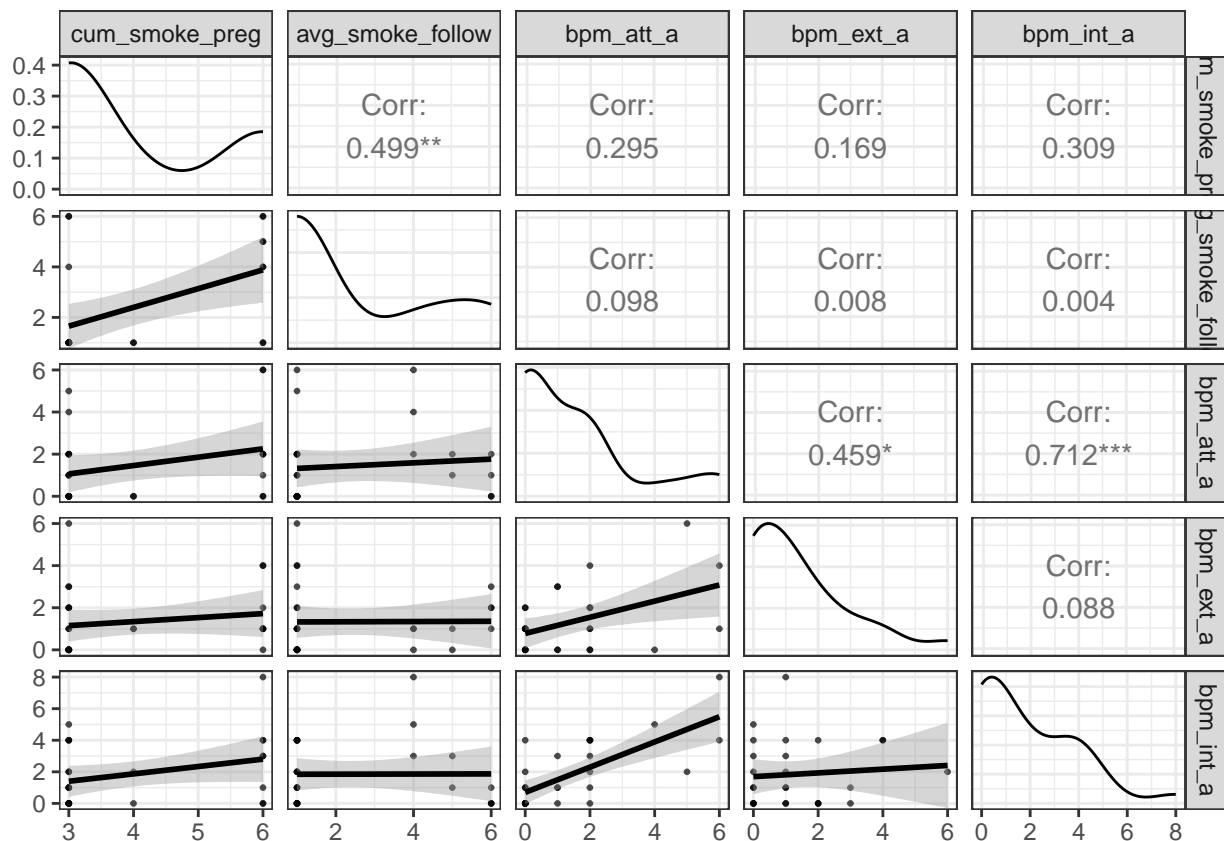 cum_smoke_preg avg_smoke_follow bpm_att_a bpm_ext_a bpm_int_a
0.4
0.3
0.2
0.1
0.0
Corr:
0.499**
Corr:
0.295
Corr:
0.169
Corr:
0.309
m_smoke_pr
6
4
2
Corr:
0.098
Corr:
0.008
Corr:
0.004
g_smoke_foll
6
4
2
0
Corr:
0.459*
Corr:
0.712***
bpm_att_a
6
4
2
0
Corr:
0.088
bpm_ext_a
8
6
4
2
0
bpm_int_a
3 4 5 6 2 4 6 0 2 4 6 0 2 4 6 0 2 4 6 8